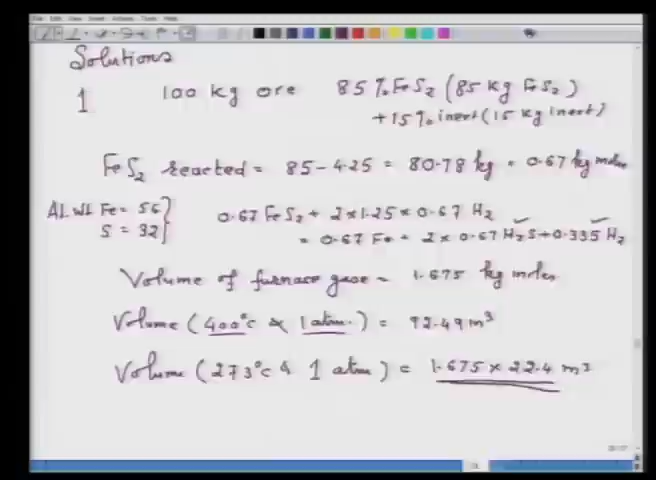 Solutions
1 100 kg ore 85% FeS2 (85 kg FeS2)
+15% inert (15 kg inert)
FeS2 reacted = 85 - 4.25 = 80.78 kg = 0.67 kg moles
At. Wt. Fe = 56 } 0.67 FeS2 + 2×1.25×0.67 H2
S = 32 } = 0.67 Fe + 2 × 0.67 H2S + 0.335 H2
Volume of furnace gase = 1.675 kg moles
Volume (400°c & 1 atm.) = 92.49 m3
Volume (273°c & 1 atm) = 1.675 × 22.4 m3